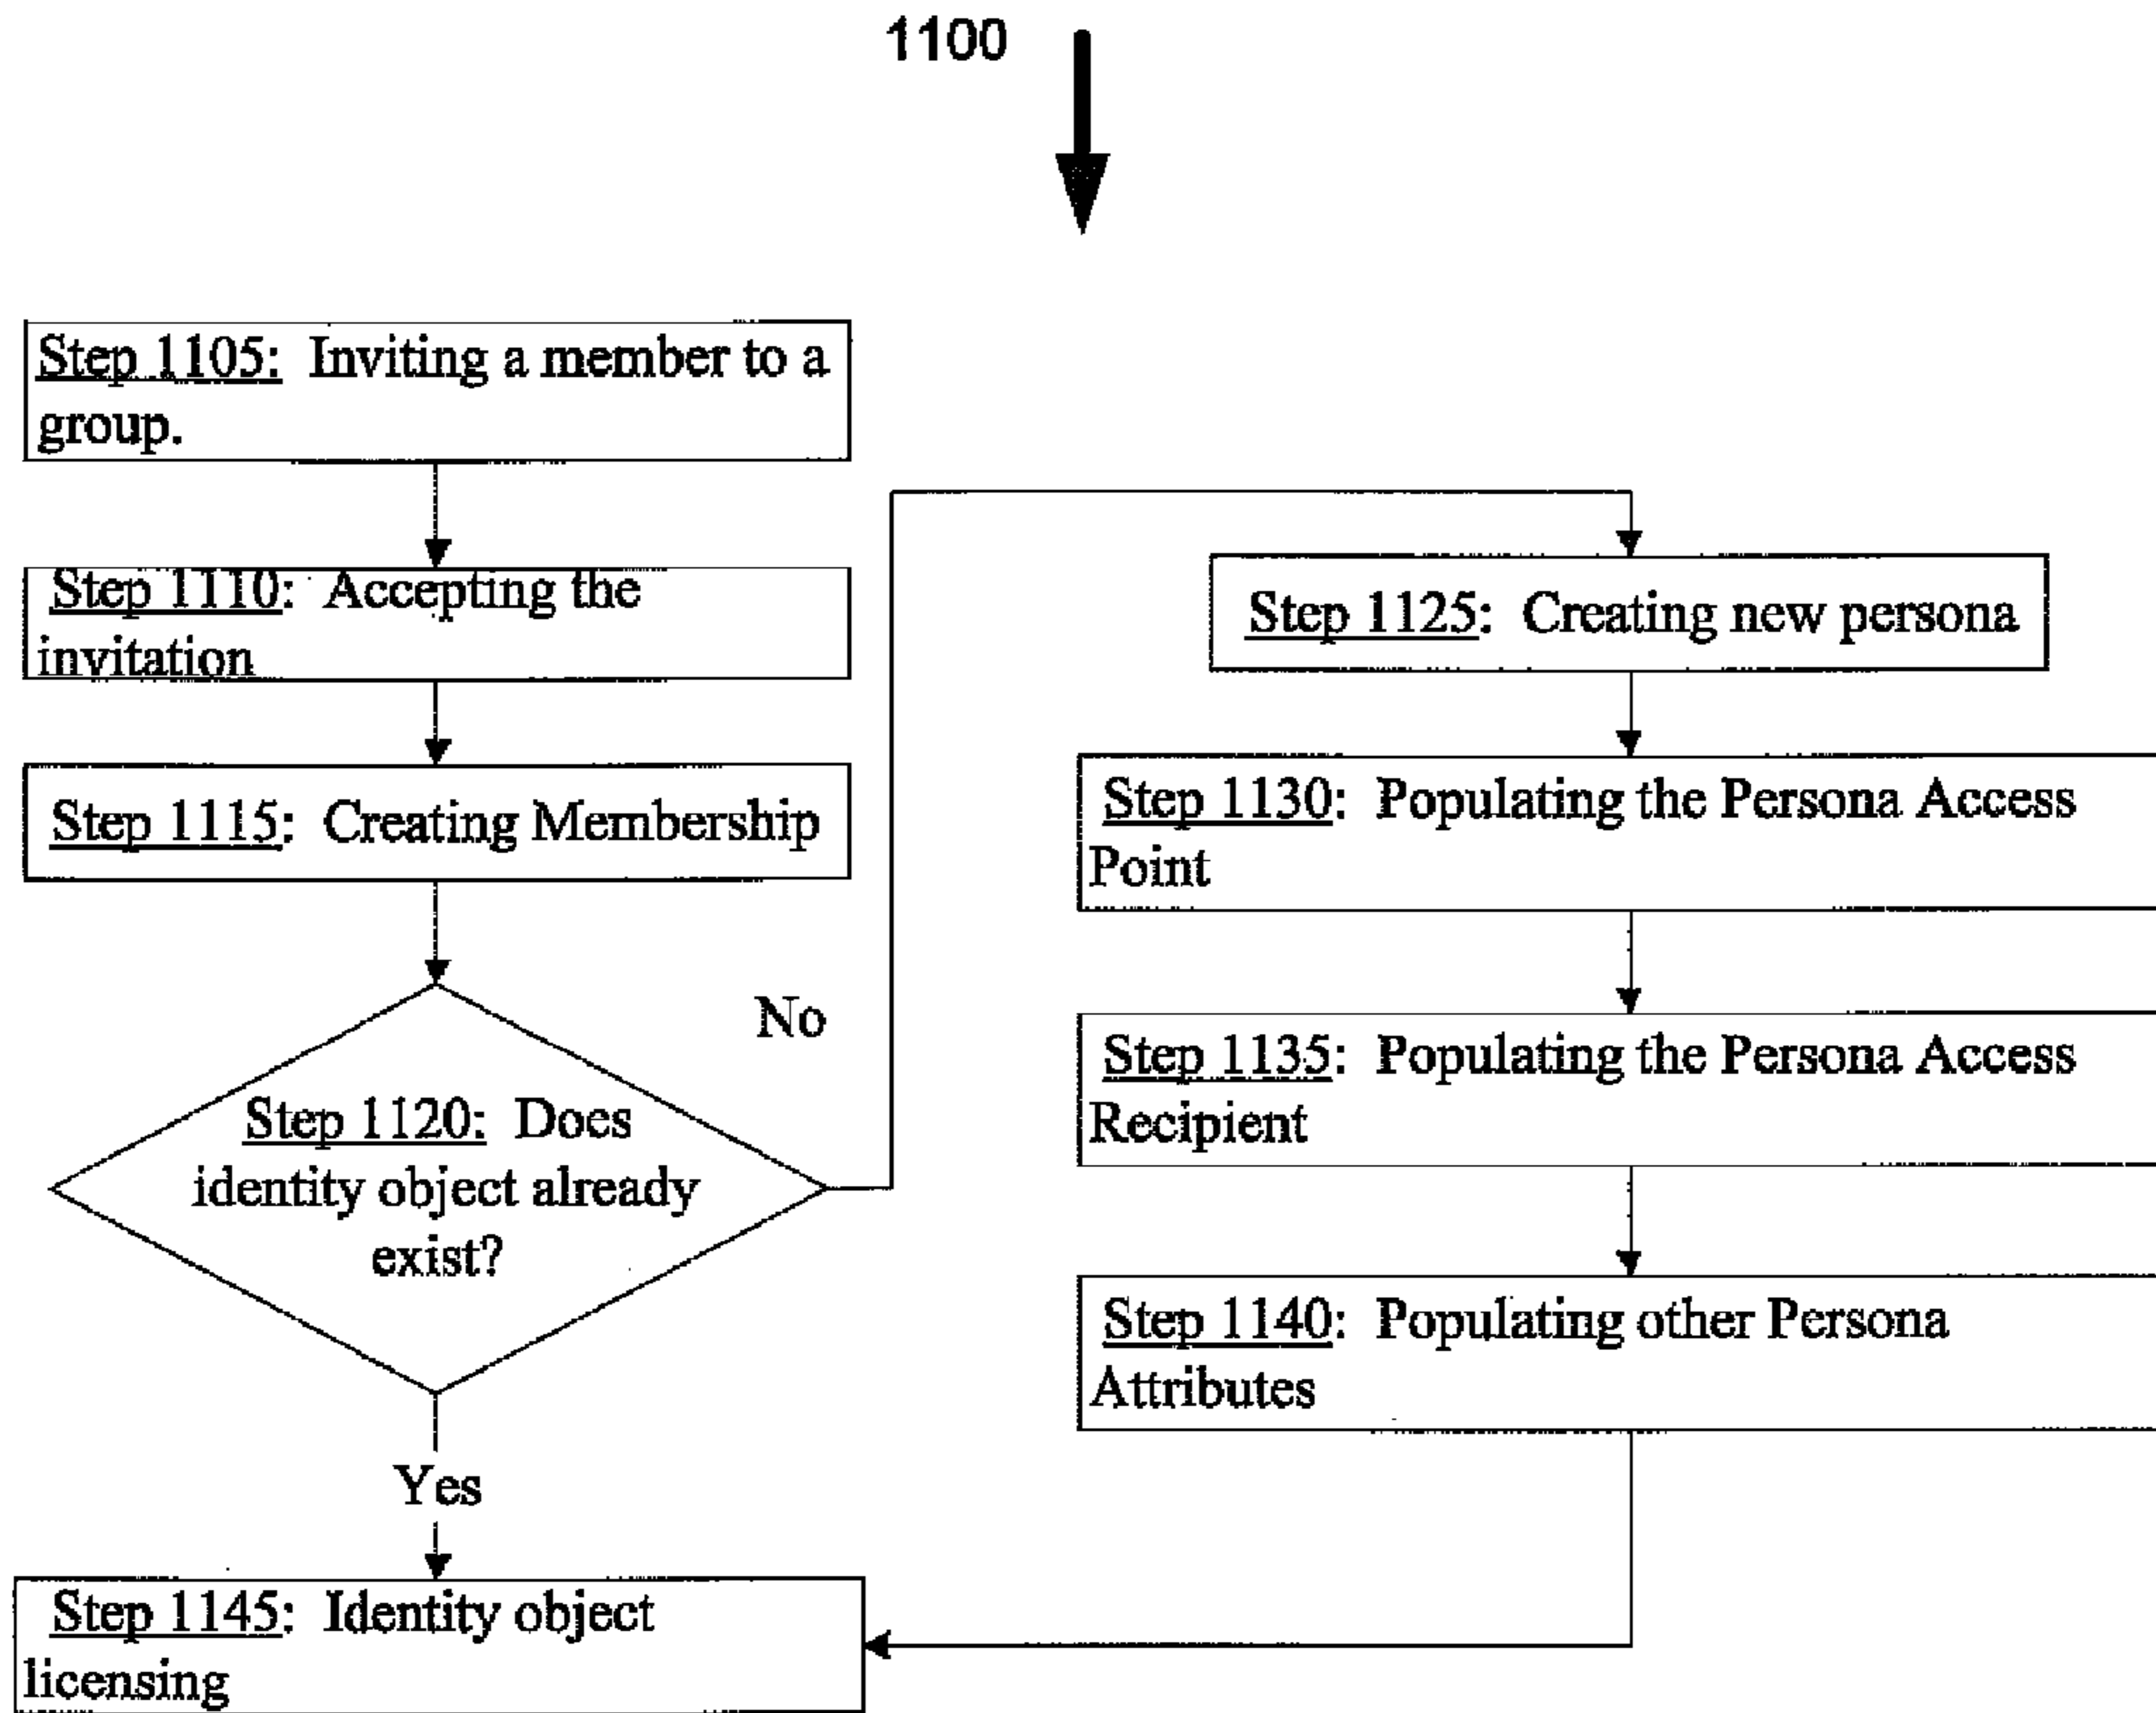 1100
Step 1105: Inviting a member to a
group.
Step 1110: Accepting the
invitation
Step 1115: Creating Membership
No
Step 1120: Does
identity object already
exist?
Yes
Step 1145: Identity object
licensing
Step 1125: Creating new persona
Step 1130: Populating the Persona Access
Point
Step 1135: Populating the Persona Access
Recipient
Step 1140: Populating other Persona
Attributes